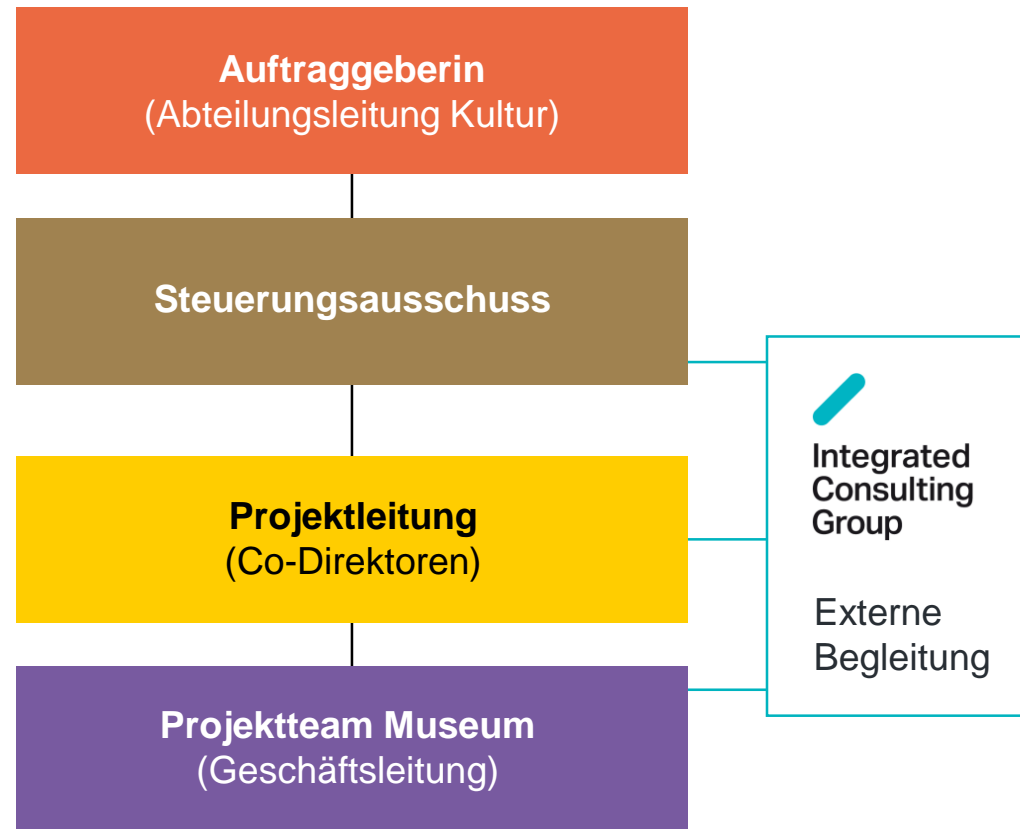 Auftraggeberin
(Abteilungsleitung Kultur)
Steuerungsausschuss
Projektleitung
(Co-Direktoren)
Projektteam Museum
(Geschäftsleitung)
Integrated
Consulting
Group
Externe
Begleitung